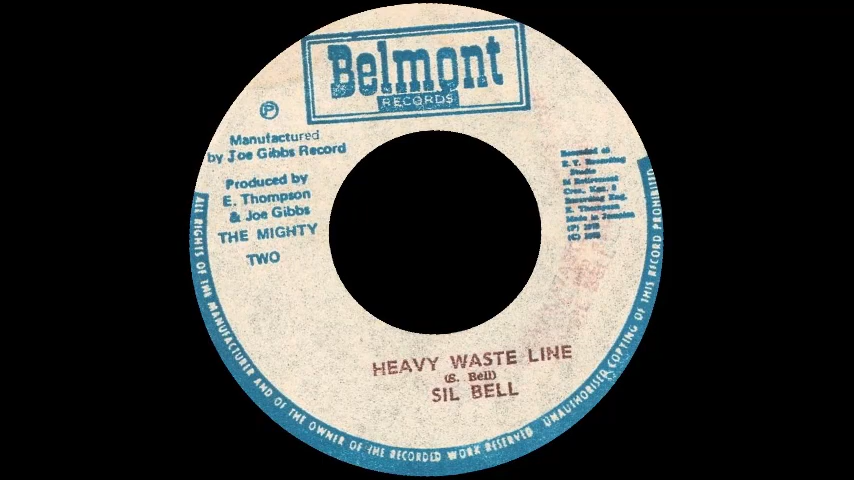 Belmont
RECORDS
℗
Manufactured
by Joe Gibbs Record
Produced by
E. Thompson
& Joe Gibbs
THE MIGHTY
TWO
HEAVY WASTE LINE
(S. Bell)
SIL BELL
ALL RIGHTS OF THE MANUFACTURER AND OF THE OWNER OF THE RECORDED WORK RESERVED UNAUTHORISED COPYING OF THIS RECORD PROHIBITED